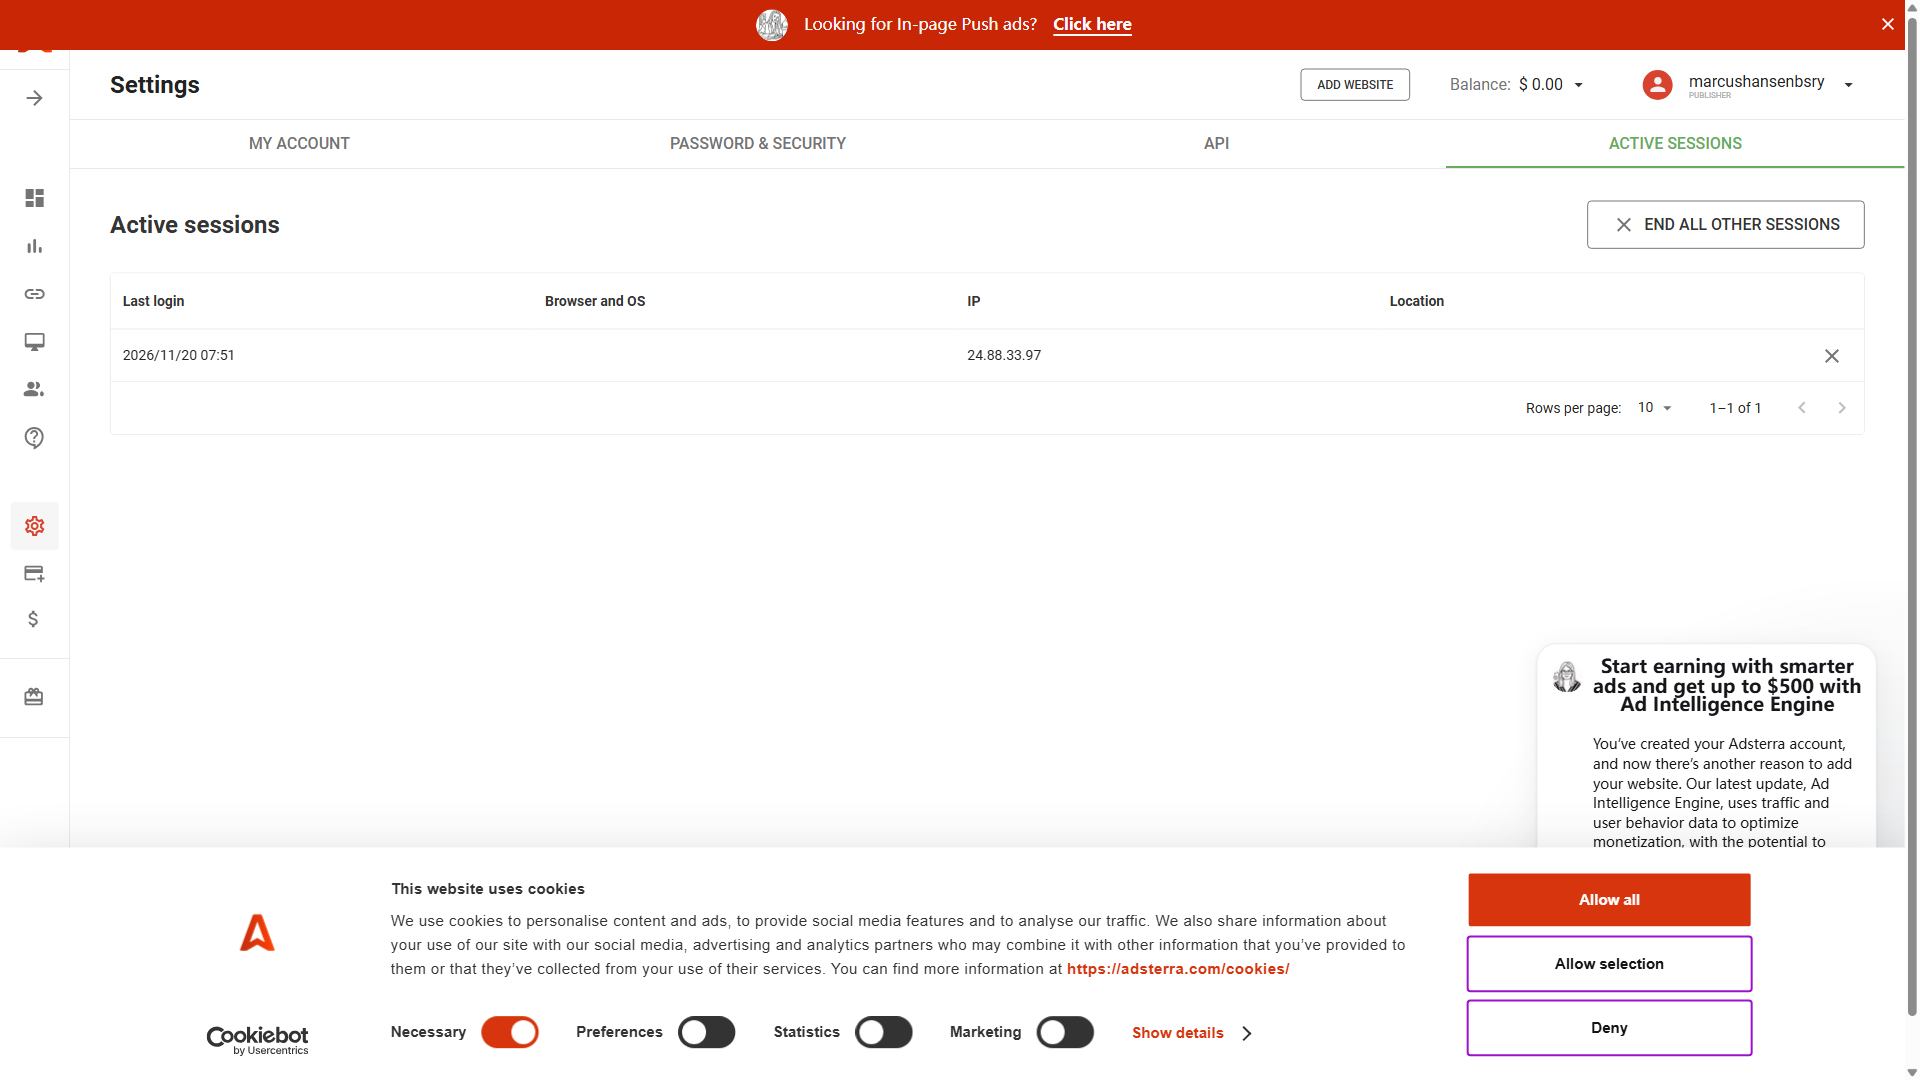 Looking for In-page Push ads? Click here
Settings
ADD WEBSITE
Balance: $ 0.00
marcushansenbsry
PUBLISHER
MY ACCOUNT
PASSWORD & SECURITY
API
ACTIVE SESSIONS
Active sessions
END ALL OTHER SESSIONS
Last login Browser and OS IP Location
2026/11/20 07:51 24.88.33.97
Rows per page: 10 1–1 of 1
Start earning with smarter
ads and get up to $500 with
Ad Intelligence Engine
You've created your Adsterra account,
and now there's another reason to add
your website. Our latest update, Ad
Intelligence Engine, uses traffic and
user behavior data to optimize
monetization, with the potential to
This website uses cookies
We use cookies to personalise content and ads, to provide social media features and to analyse our traffic. We also share information about
your use of our site with our social media, advertising and analytics partners who may combine it with other information that you've provided to
them or that they've collected from your use of their services. You can find more information at https://adsterra.com/cookies/
Allow all
Allow selection
Deny
Cookiebot
by Usercentrics
Necessary Preferences Statistics Marketing Show details